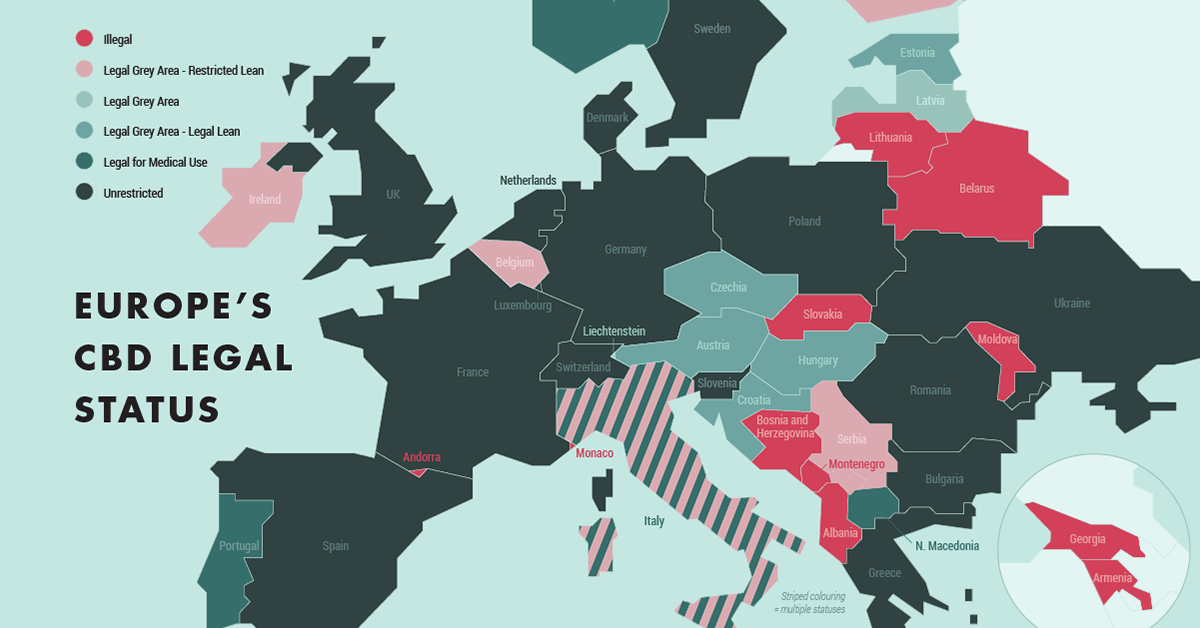 Illegal
Legal Grey Area - Restricted Lean
Legal Grey Area
Legal Grey Area - Legal Lean
Legal for Medical Use
Unrestricted
EUROPE'S
CBD LEGAL
STATUS
Sweden
Estonia
Latvia
Denmark
Lithuania
Netherlands
Belarus
Ireland
UK
Poland
Germany
Belgium
Czechia
Luxembourg
Ukraine
Slovakia
Liechtenstein
Moldova
Austria
Hungary
France
Switzerland
Slovenia
Romania
Croatia
Bosnia and
Herzegovina
Serbia
Andorra
Monaco
Montenegro
Bulgaria
Italy
Albania
N. Macedonia
Portugal
Spain
Greece
Georgia
Armenia
Striped colouring
= multiple statuses